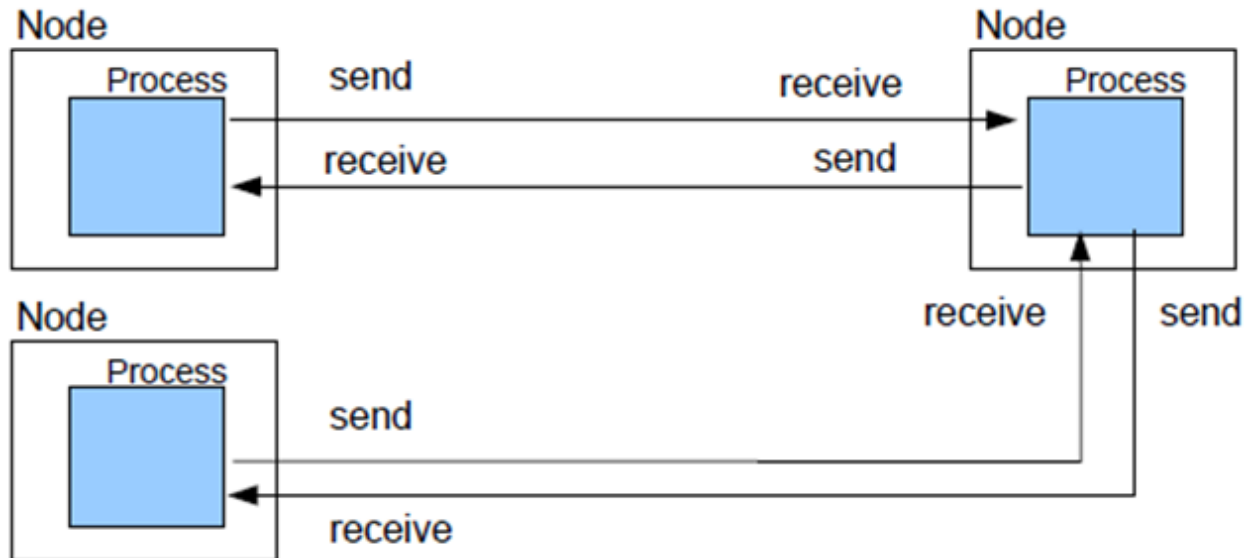 Node
Node
Process
send
receive
Process
receive
send
Node
receive
send
Process
send
receive